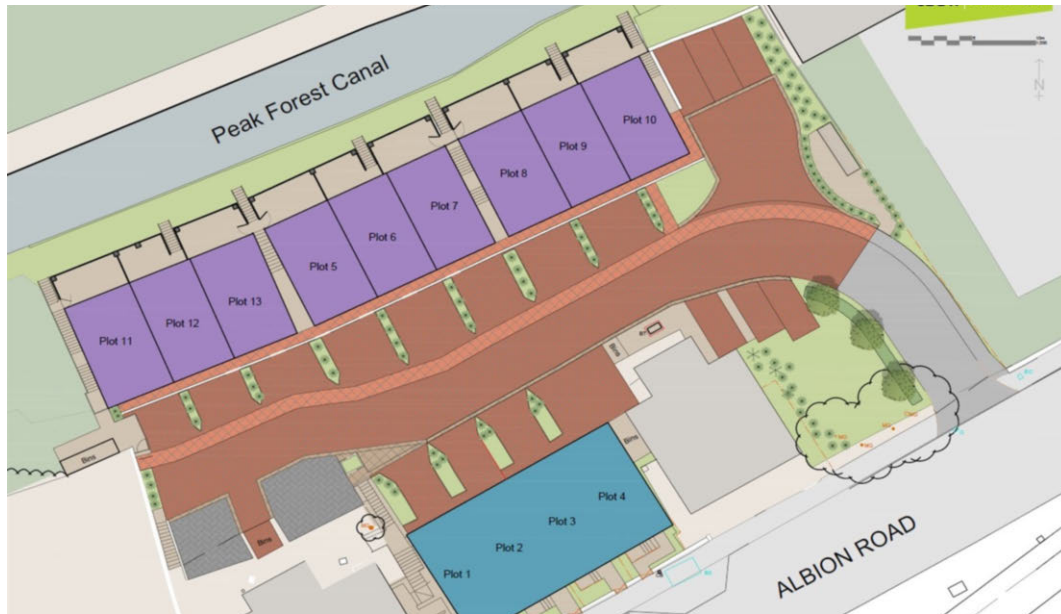 Peak Forest Canal
N
Plot 10
Plot 9
Plot 8
Plot 7
Plot 6
Plot 5
Plot 13
Plot 12
Plot 11
Bins
Bins
Bins
Bins
Plot 4
Plot 3
Plot 2
Plot 1
ALBION ROAD